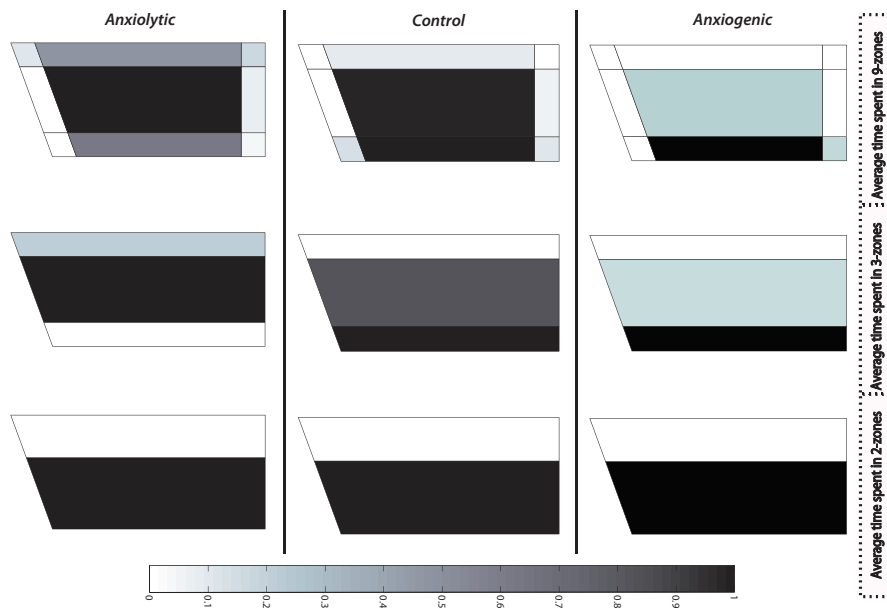 Anxiolytic
Control
Anxiogenic
Average time spent in 9-zones
Average time spent in 3-zones
Average time spent in 2-zones
0
0.1
0.2
0.3
0.4
0.5
0.6
0.7
0.8
0.9
1